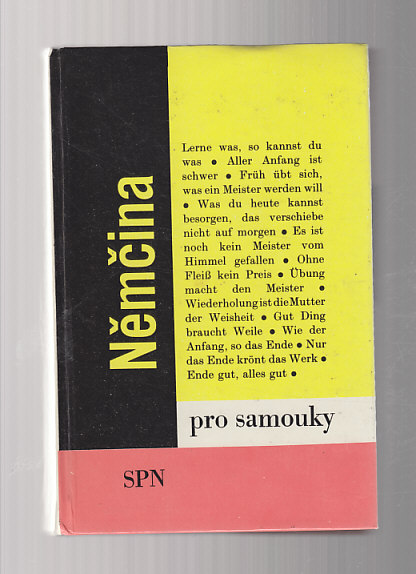 Němčina
Lerne was, so kannst du
was ● Aller Anfang ist
schwer ● Früh übt sich,
was ein Meister werden will
● Was du heute kannst
besorgen, das verschiebe
nicht auf morgen ● Es ist
noch kein Meister vom
Himmel gefallen ● Ohne
Fleiß kein Preis ● Übung
macht den Meister ●
Wiederholung ist die Mutter
der Weisheit ● Gut Ding
braucht Weile ● Wie der
Anfang, so das Ende ● Nur
das Ende krönt das Werk ●
Ende gut, alles gut ●
pro samouky
SPN